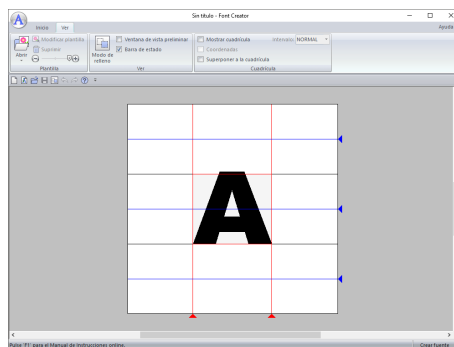 Sin título - Font Creator
Inicio Ver Ayuda
Abrir
Modificar plantilla
Suprimir
Plantilla
Modo de relleno
Ventana de vista preliminar
Barra de estado
Ver
Mostrar cuadrícula Intervalo: NORMAL
Coordenadas
Superponer a la cuadrícula
Cuadrícula
A
Pulse 'F1' para el Manual de instrucciones online. Crear fuente